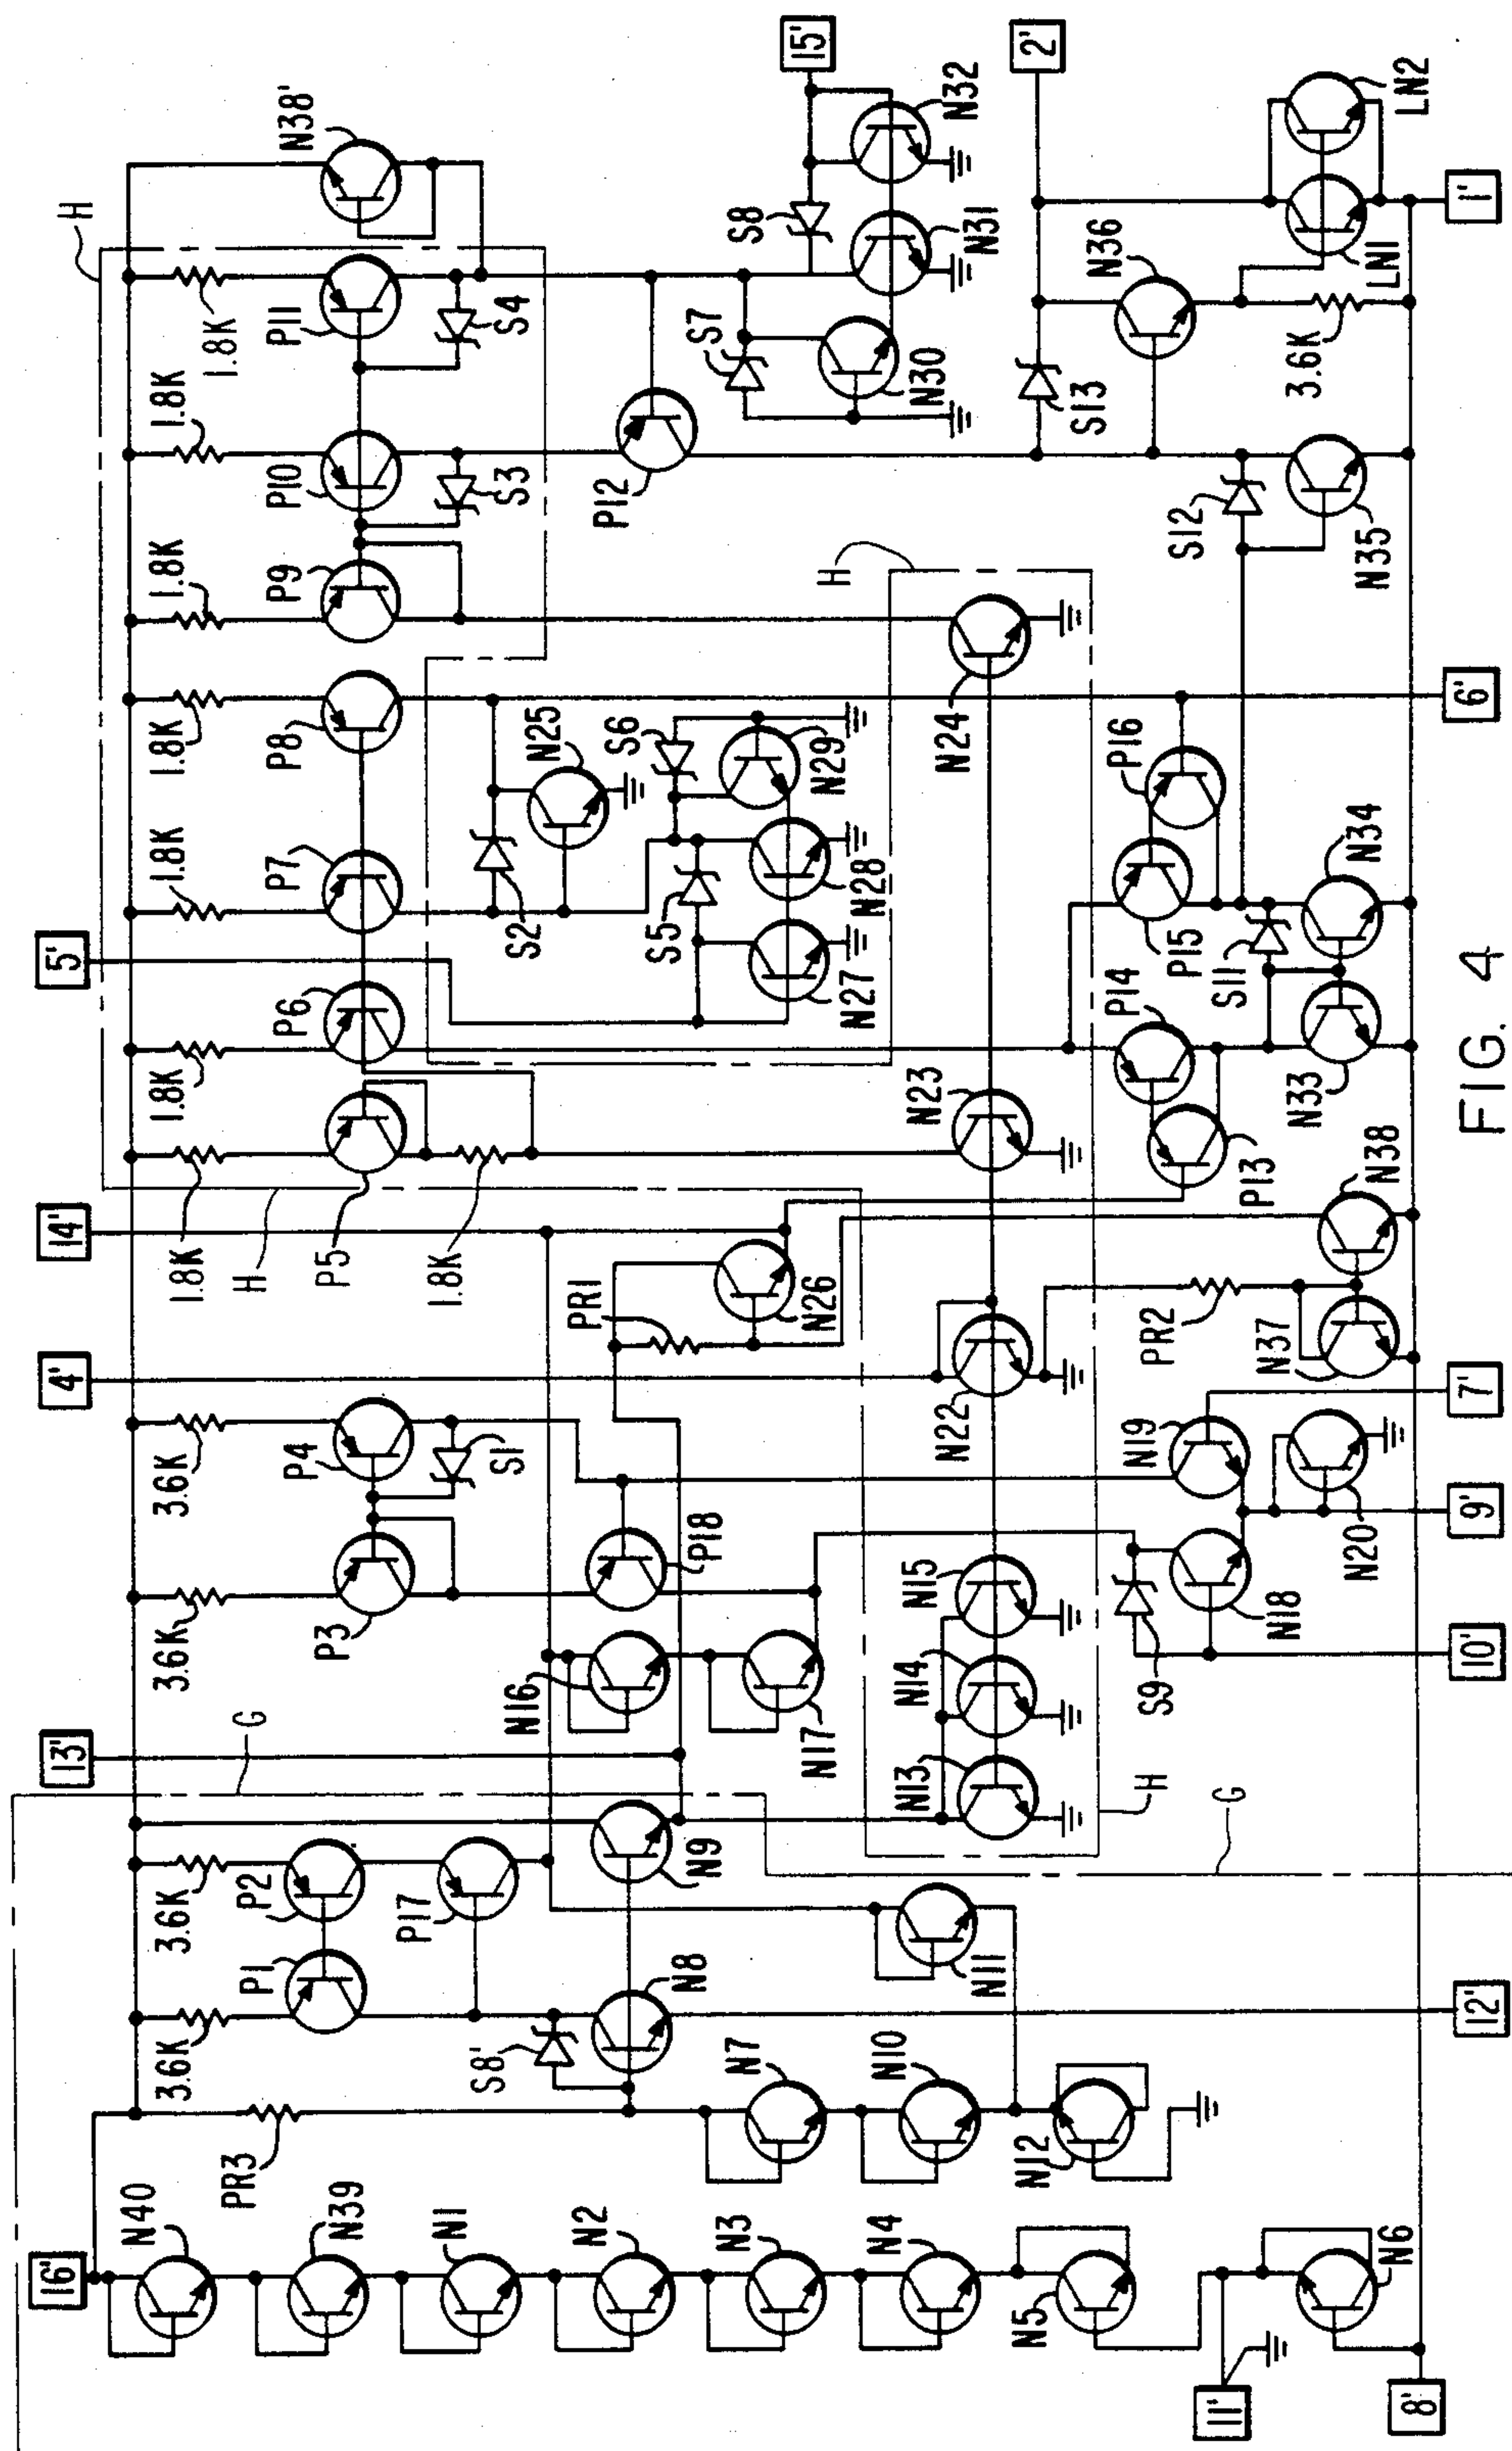 16'
13'
4'
14'
5'
H
N40
PR3
3.6K
3.6K
3.6K
3.6K
1.8K
1.8K
1.8K
1.8K
1.8K
1.8K
1.8K
G
P1
P2
P3
P4
P5
P6
P7
P8
P9
P10
P11
N38'
N39
H
1.8K
N1
P17
S1
S2
N25
S3
S4
N2
S8'
N8
N9
N16
P18
PR1
S5
S6
P12
15'
N3
N7
N17
N26
N27
N28
N29
S7
S8
N32
N4
N10
N11
N13
N14
N15
N22
N23
N24
H
N30
N31
N5
N12
H
S9
PR2
P14
P16
S13
2'
N36
11'
G
N18
N19
P13
P15
S12
LN2
N6
N20
N37
N38
S11
N33
N34
N35
3.6K
LN1
8'
12'
10'
9'
7'
6'
1'
FIG. 4